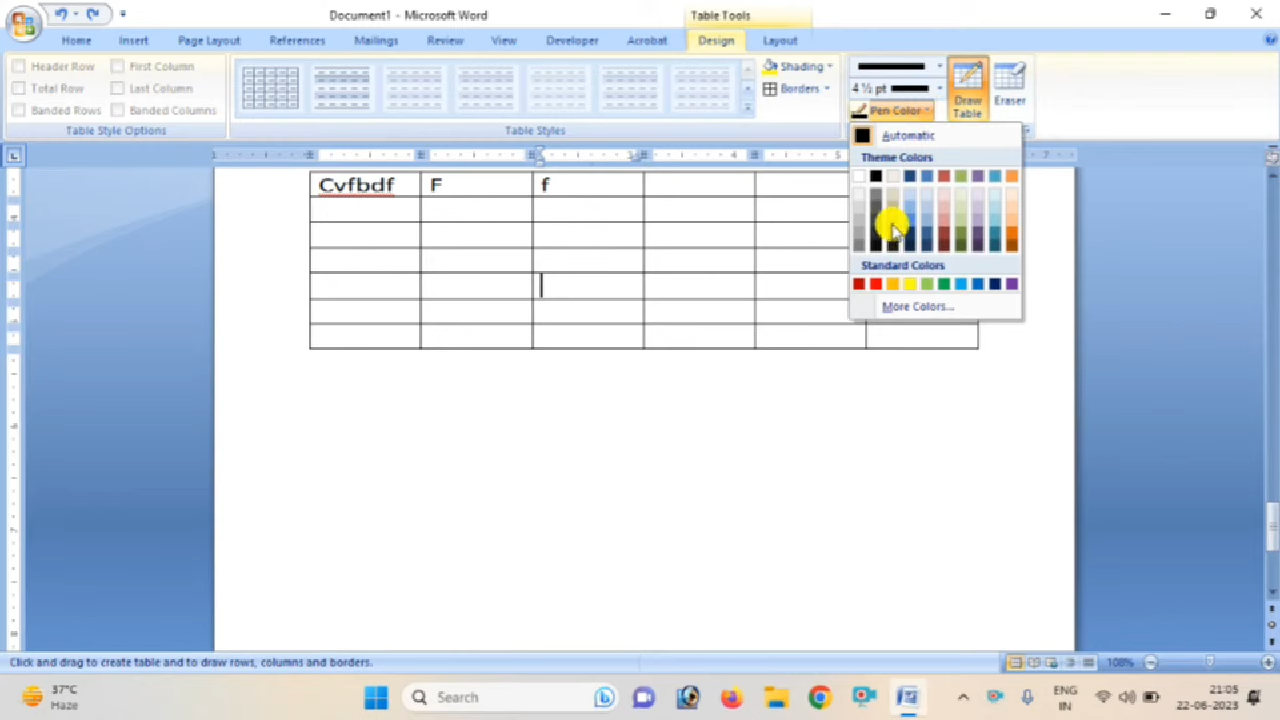 Document1 - Microsoft Word
Table Tools
Home Insert Page Layout References Mailings Review View Developer Acrobat Design Layout
Header Row First Column
Total Row Last Column
Banded Rows Banded Columns
Table Style Options
Table Styles
Shading
Borders
4 ½ pt
Pen Color
Draw Table
Eraser
Automatic
Theme Colors
Standard Colors
More Colors...
Cvfbdf F f
Click and drag to create table and to draw rows, columns and borders.
108%
37°C
Haze
Search
ENG
IN
21:05
22-06-2023